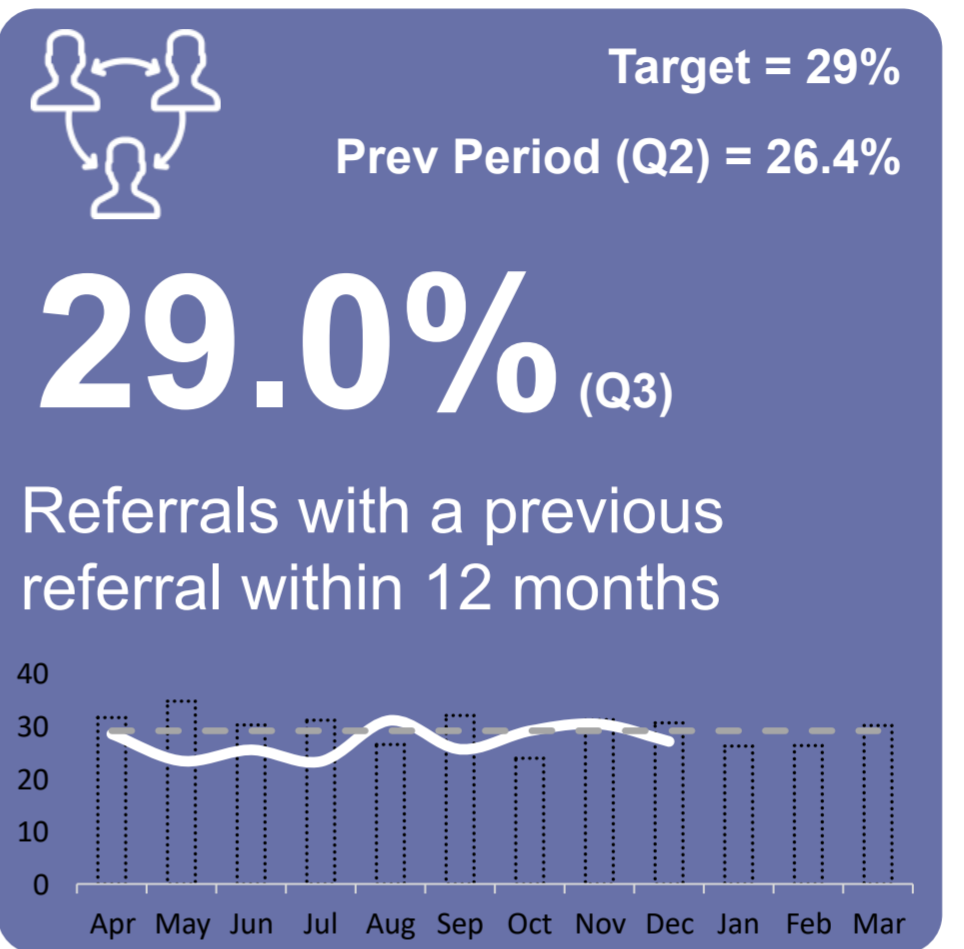 Target = 29%
Prev Period (Q2) = 26.4%
29.0% (Q3)
Referrals with a previous
referral within 12 months
40
30
20
10
0
Apr May Jun Jul Aug Sep Oct Nov Dec Jan Feb Mar